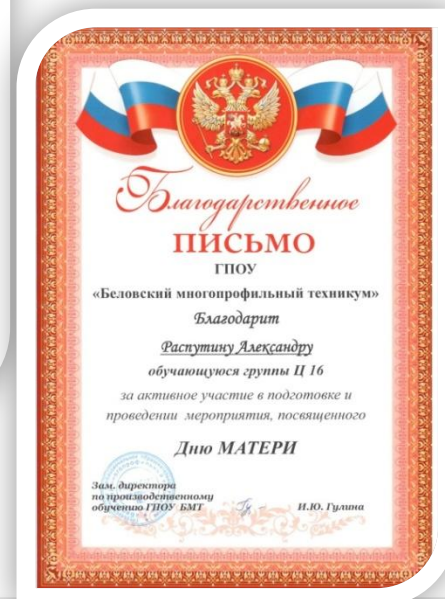 Благодарственное
ПИСЬМО
ГПОУ
«Беловский многопрофильный техникум»
Благодарит
Распутину Александру
обучающуюся группы Ц 16
за активное участие в подготовке и
проведении мероприятия, посвященного
Дню МАТЕРИ
Зам. директора
по производственному
обучению ГПОУ БМТ И.Ю. Гулина